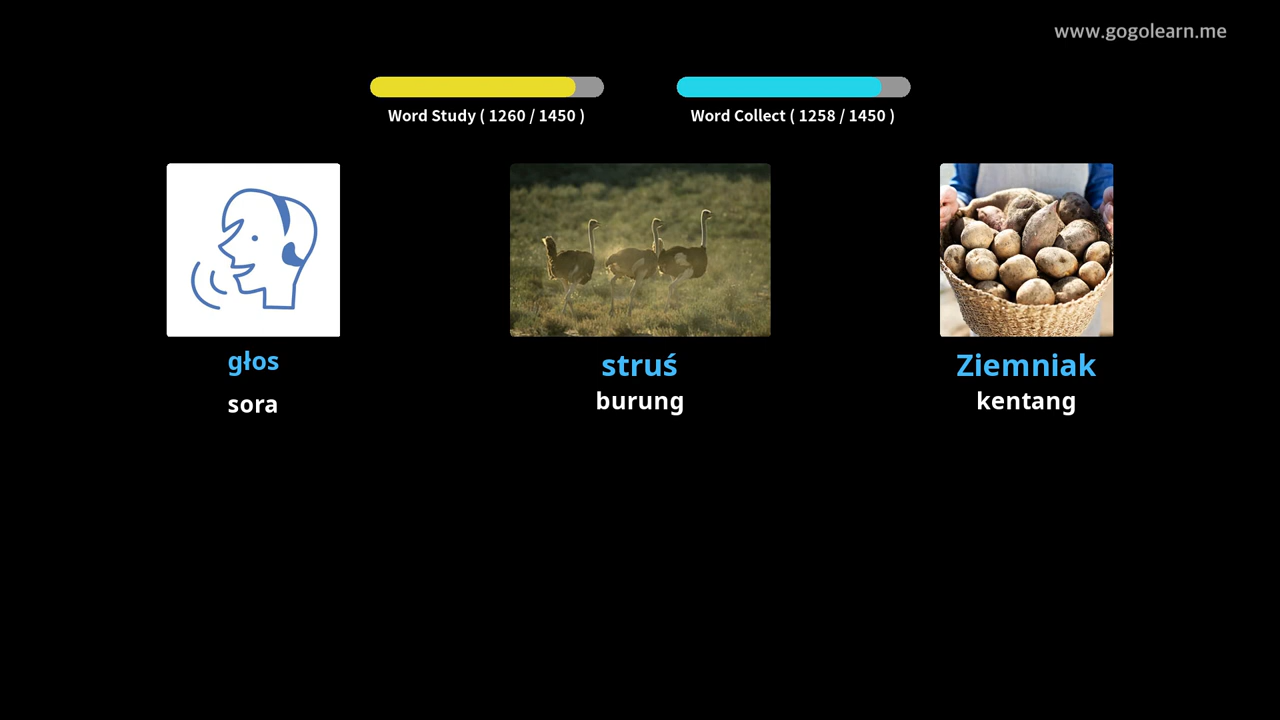 www.gogolearn.me
Word Study ( 1260 / 1450 )
Word Collect ( 1258 / 1450 )
głos
sora
struś
burung
Ziemniak
kentang